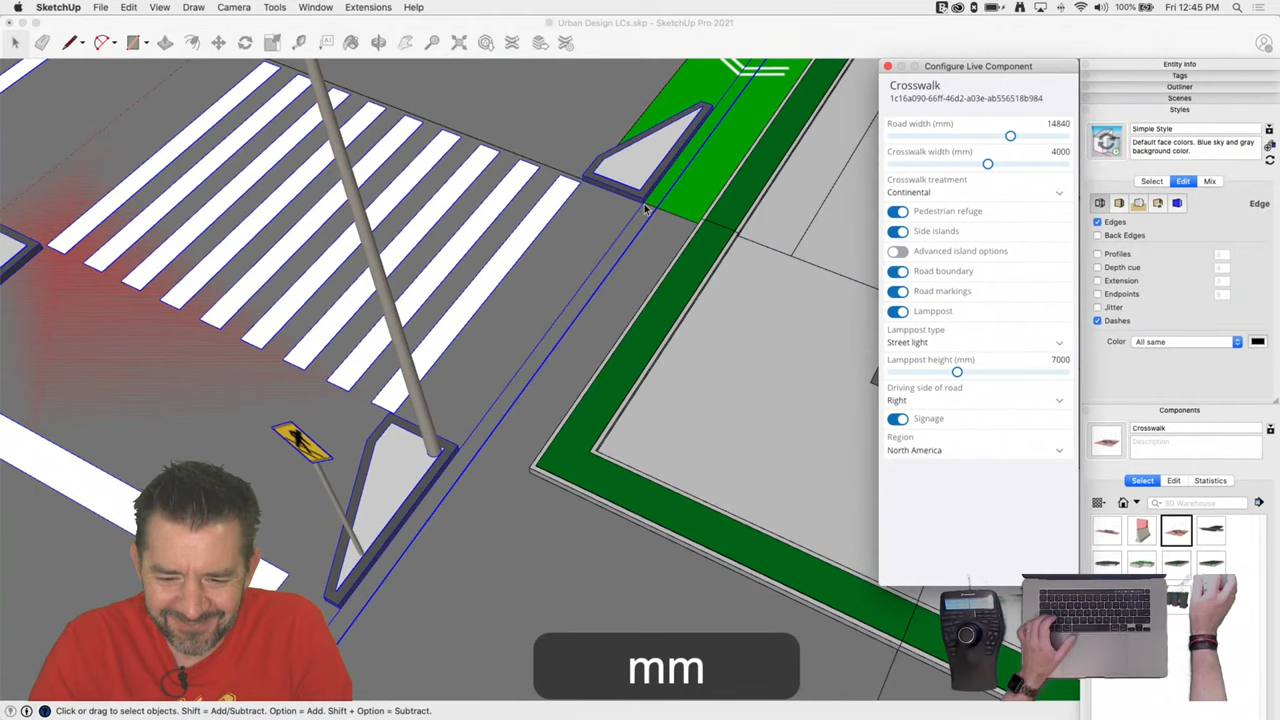 SketchUp File Edit View Draw Camera Tools Window Extensions Help
100% Fri 12:45 PM
Urban Design LCs.skp - SketchUp Pro 2021
Configure Live Component
Crosswalk
1c16a090-66ff-46d2-a03e-ab556518b984
Road width (mm) 14840
Crosswalk width (mm) 4000
Crosswalk treatment
Continental
Pedestrian refuge
Side islands
Advanced island options
Road boundary
Road markings
Lamppost
Lamppost type
Street light
Lamppost height (mm) 7000
Driving side of road
Right
Signage
Region
North America
Entity Info
Tags
Outliner
Scenes
Styles
Simple Style
Default face colors. Blue sky and gray
background color.
Select Edit Mix
Edge
Edges
Back Edges
Profiles
Depth cue
Extension
Endpoints
Jitter
Dashes
Color All same
Components
Crosswalk
Description
Select Edit Statistics
3D Warehouse
mm
Click or drag to select objects. Shift = Add/Subtract. Option = Add. Shift + Option = Subtract.